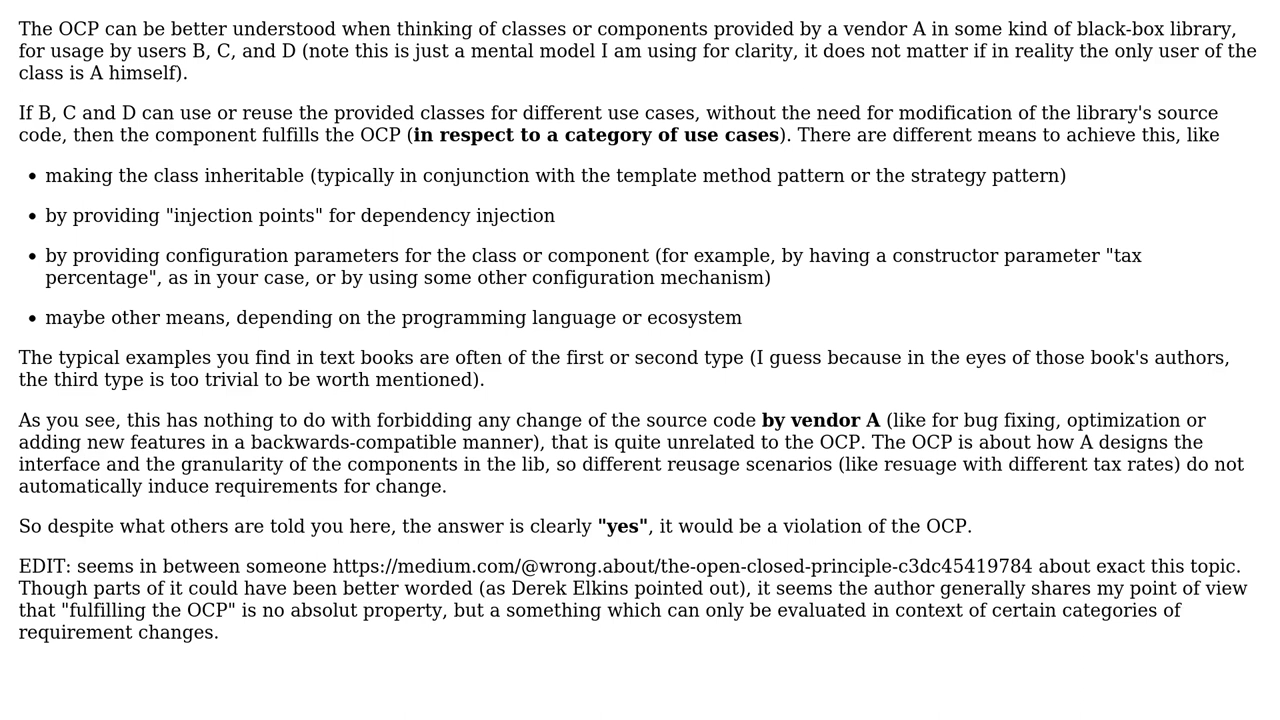 The OCP can be better understood when thinking of classes or components provided by a vendor A in some kind of black-box library,
for usage by users B, C, and D (note this is just a mental model I am using for clarity, it does not matter if in reality the only user of the
class is A himself).
If B, C and D can use or reuse the provided classes for different use cases, without the need for modification of the library's source
code, then the component fulfills the OCP (in respect to a category of use cases). There are different means to achieve this, like
• making the class inheritable (typically in conjunction with the template method pattern or the strategy pattern)
• by providing "injection points" for dependency injection
• by providing configuration parameters for the class or component (for example, by having a constructor parameter "tax
percentage", as in your case, or by using some other configuration mechanism)
• maybe other means, depending on the programming language or ecosystem
The typical examples you find in text books are often of the first or second type (I guess because in the eyes of those book's authors,
the third type is too trivial to be worth mentioned).
As you see, this has nothing to do with forbidding any change of the source code by vendor A (like for bug fixing, optimization or
adding new features in a backwards-compatible manner), that is quite unrelated to the OCP. The OCP is about how A designs the
interface and the granularity of the components in the lib, so different reusage scenarios (like resuage with different tax rates) do not
automatically induce requirements for change.
So despite what others are told you here, the answer is clearly "yes", it would be a violation of the OCP.
EDIT: seems in between someone https://medium.com/@wrong.about/the-open-closed-principle-c3dc45419784 about exact this topic.
Though parts of it could have been better worded (as Derek Elkins pointed out), it seems the author generally shares my point of view
that "fulfilling the OCP" is no absolut property, but a something which can only be evaluated in context of certain categories of
requirement changes.